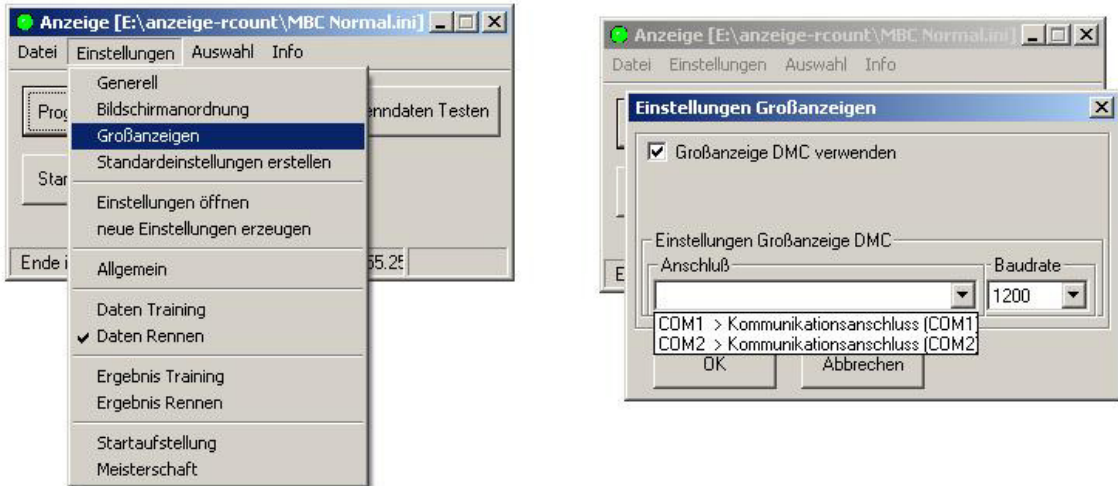 Anzeige [E:\anzeige-rcount\MBC Normal.ini]
Datei Einstellungen Auswahl Info
Generell
Bildschirmanordnung
Großanzeigen
Standardeinstellungen erstellen
Einstellungen öffnen
neue Einstellungen erzeugen
Allgemein
Daten Training
Daten Rennen
Ergebnis Training
Ergebnis Rennen
Startaufstellung
Meisterschaft
Testen
Ende
Anzeige [E:\anzeige-rcount\MBC Normal.ini]
Datei Einstellungen Auswahl Info
Einstellungen Großanzeigen
Großanzeige DMC verwenden
Einstellungen Großanzeige DMC
Anschluß Baudrate
1200
COM1 > Kommunikationsanschluss (COM1)
COM2 > Kommunikationsanschluss (COM2)
OK Abbrechen